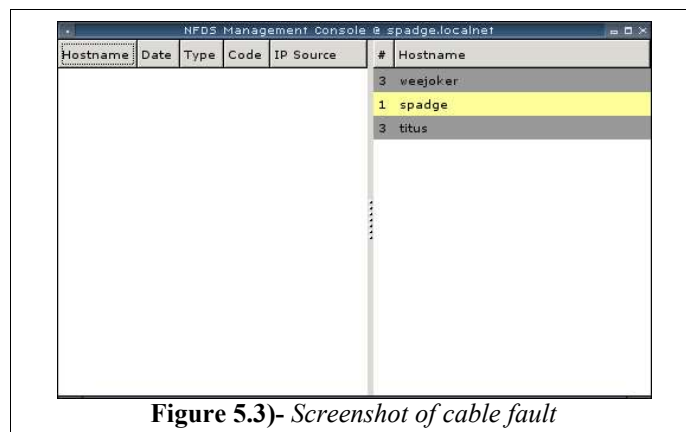 NFDS Management Console @ spadge.localnet
Hostname Date Type Code IP Source # Hostname
3 weejoker
1 spadge
3 titus
Figure 5.3)- Screenshot of cable fault